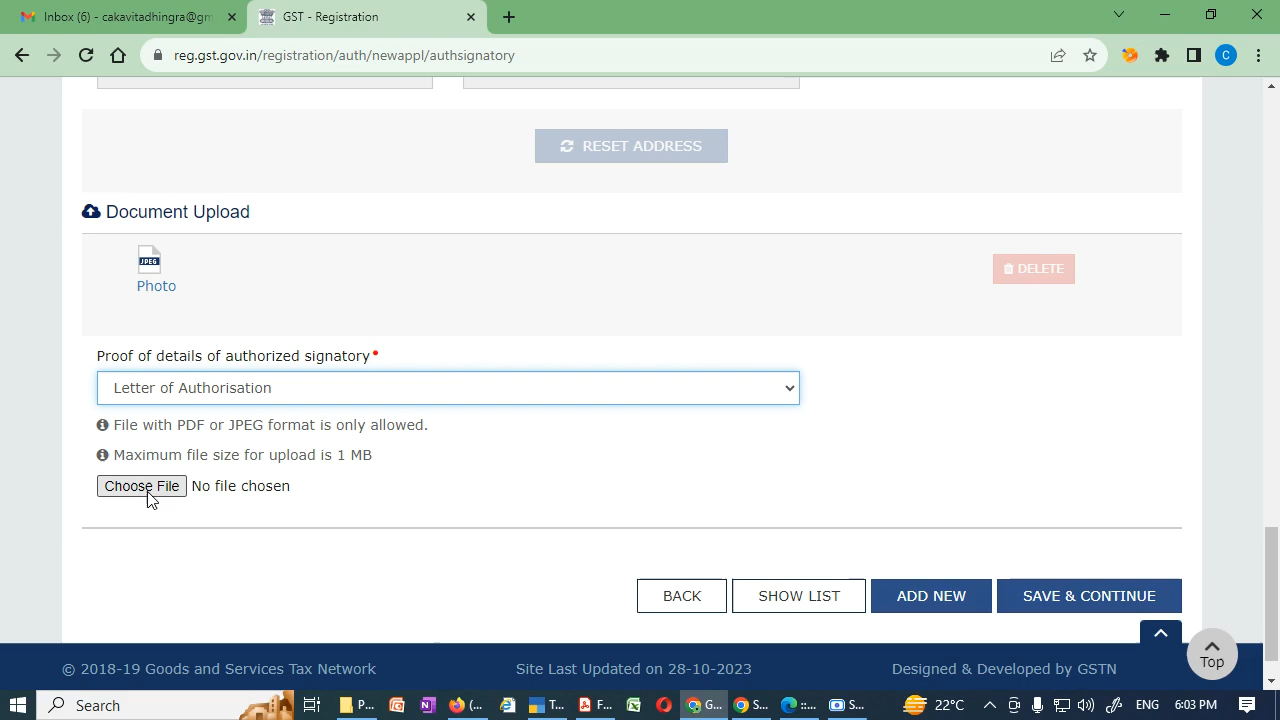 Inbox (6) - cakavitadhingra@gm
GST - Registration
reg.gst.gov.in/registration/auth/newappl/authsignatory
C
RESET ADDRESS
Document Upload
JPEG
Photo
DELETE
Proof of details of authorized signatory•
Letter of Authorisation
File with PDF or JPEG format is only allowed.
Maximum file size for upload is 1 MB
Choose File No file chosen
BACK SHOW LIST ADD NEW SAVE & CONTINUE
Top
© 2018-19 Goods and Services Tax Network Site Last Updated on 28-10-2023 Designed & Developed by GSTN
Search P... (... T... F... G... S... ::... S... 22°C ENG 6:03 PM